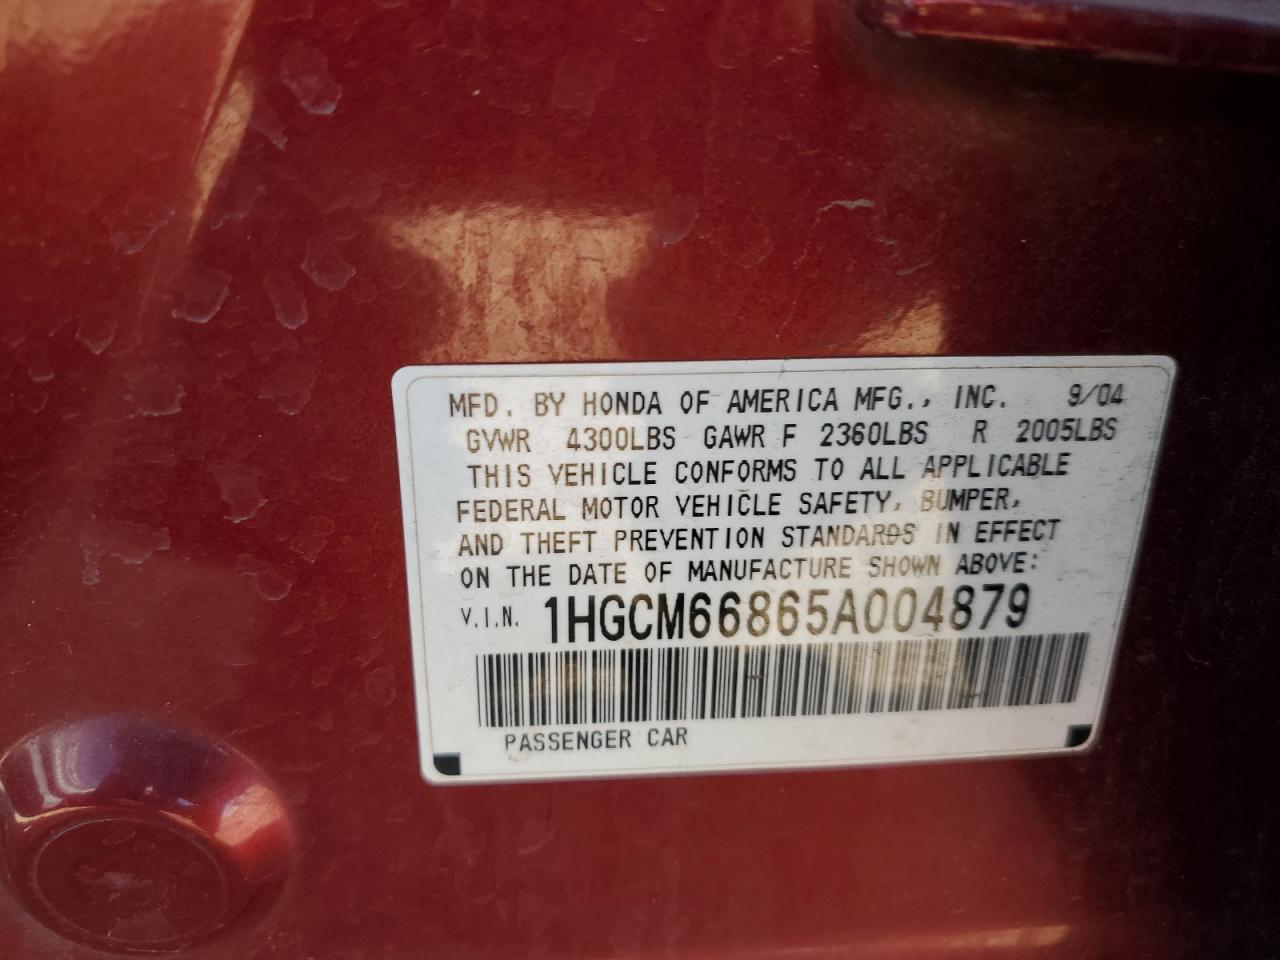 MFD. BY HONDA OF AMERICA MFG., INC. 9/04
GVWR 4300LBS GAWR F 2360LBS R 2005LBS
THIS VEHICLE CONFORMS TO ALL APPLICABLE
FEDERAL MOTOR VEHICLE SAFETY, BUMPER,
AND THEFT PREVENTION STANDARDS IN EFFECT
ON THE DATE OF MANUFACTURE SHOWN ABOVE:
V.I.N. 1HGCM66865A004879
PASSENGER CAR